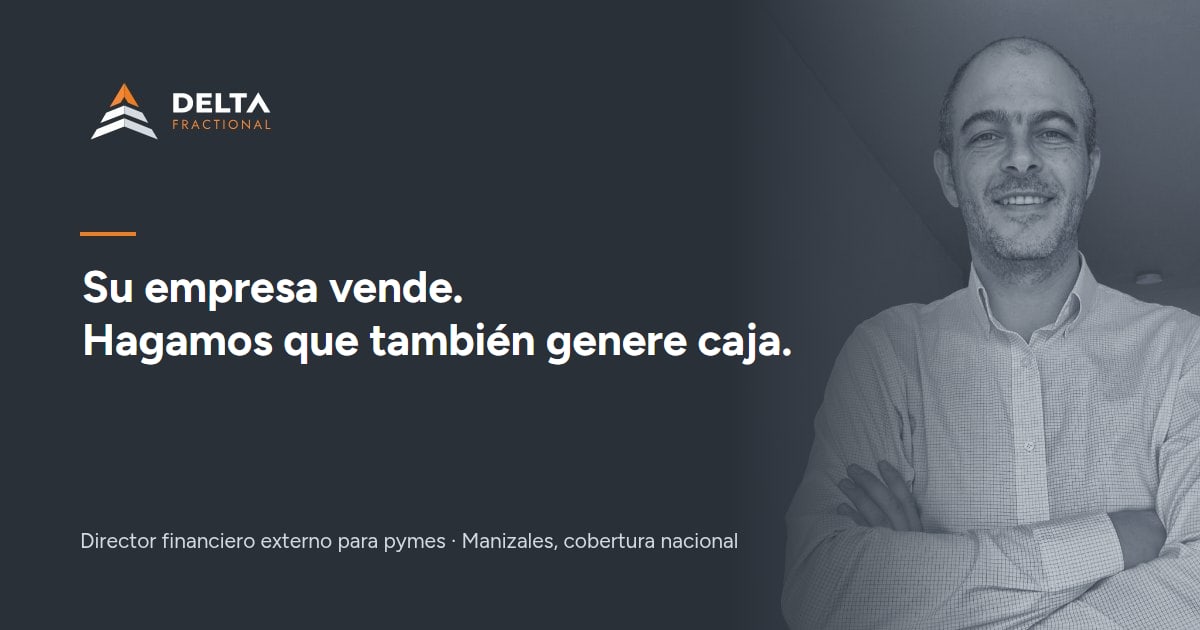 DELTA
FRACTIONAL
Su empresa vende.
Hagamos que también genere caja.
Director financiero externo para pymes · Manizales, cobertura nacional